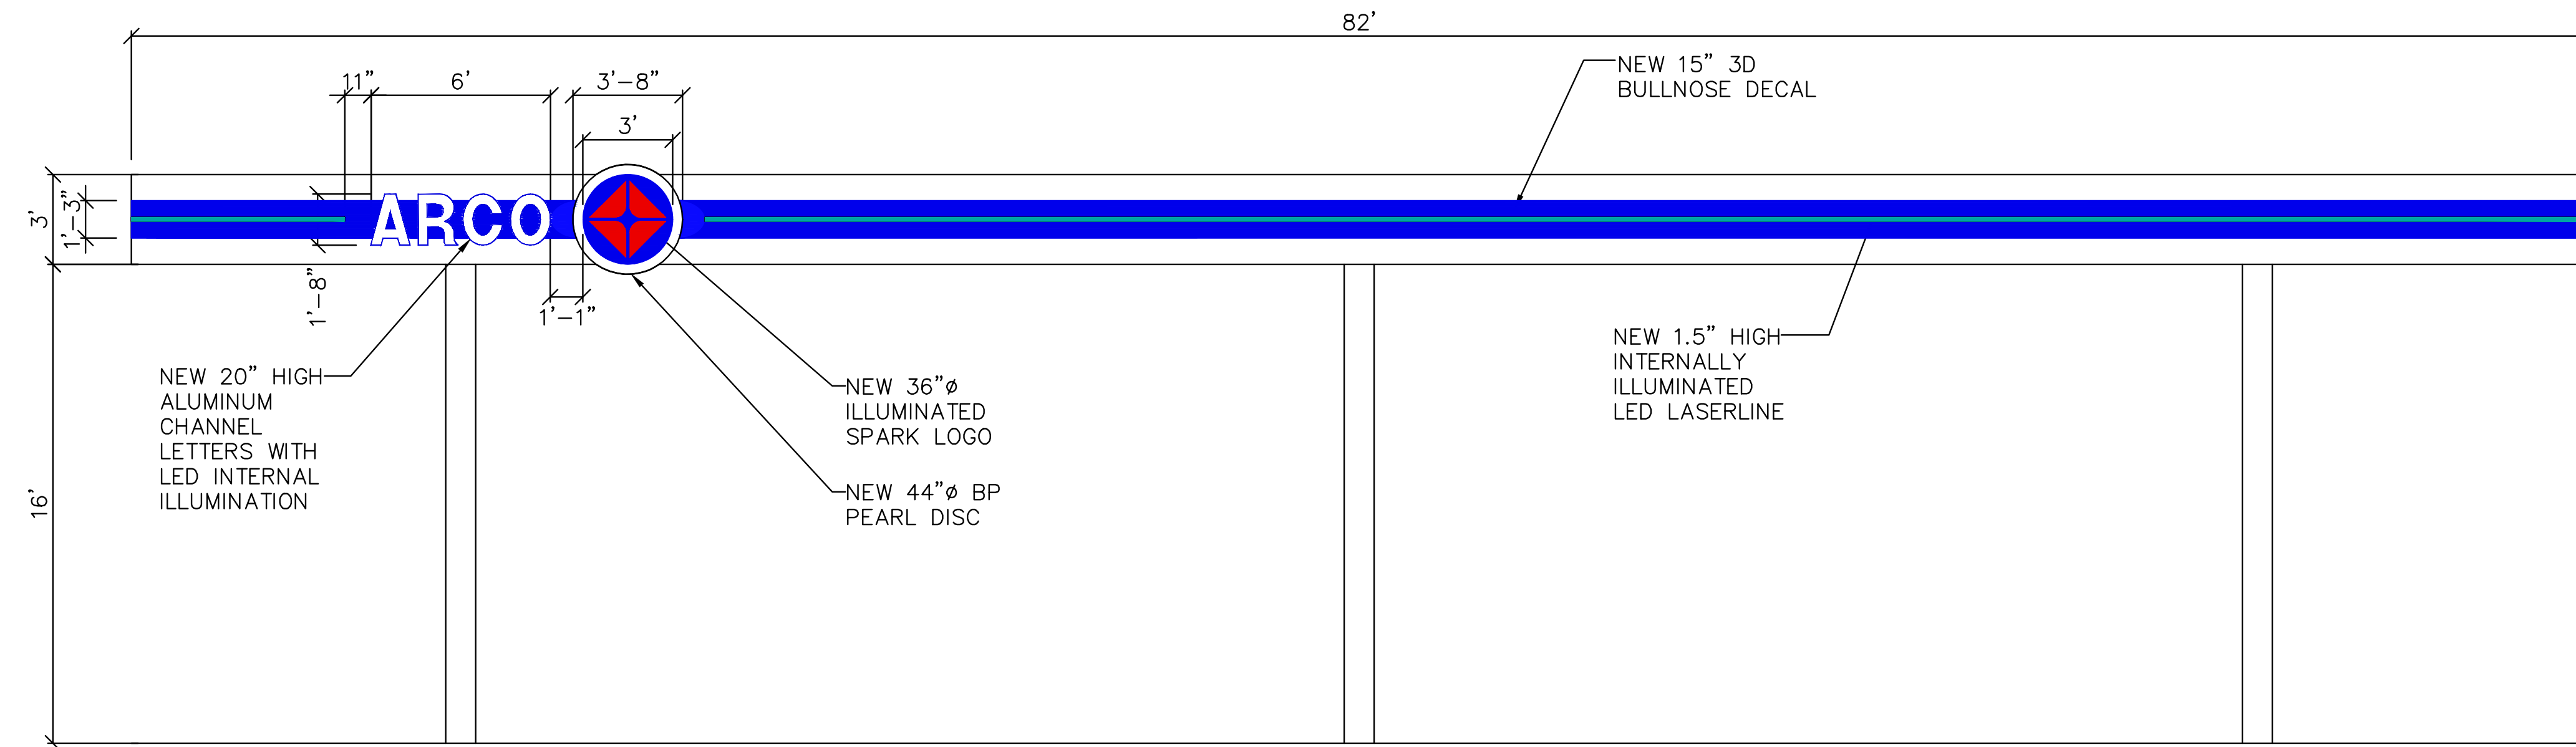 82'
11"
6'
3'-8"
3'
NEW 15" 3D
BULLNOSE DECAL
3'
1'-3"
ARCO
1'-8"
1'-1"
NEW 20" HIGH
ALUMINUM
CHANNEL
LETTERS WITH
LED INTERNAL
ILLUMINATION
NEW 36"ø
ILLUMINATED
SPARK LOGO
NEW 44"ø BP
PEARL DISC
NEW 1.5" HIGH
INTERNALLY
ILLUMINATED
LED LASERLINE
16'